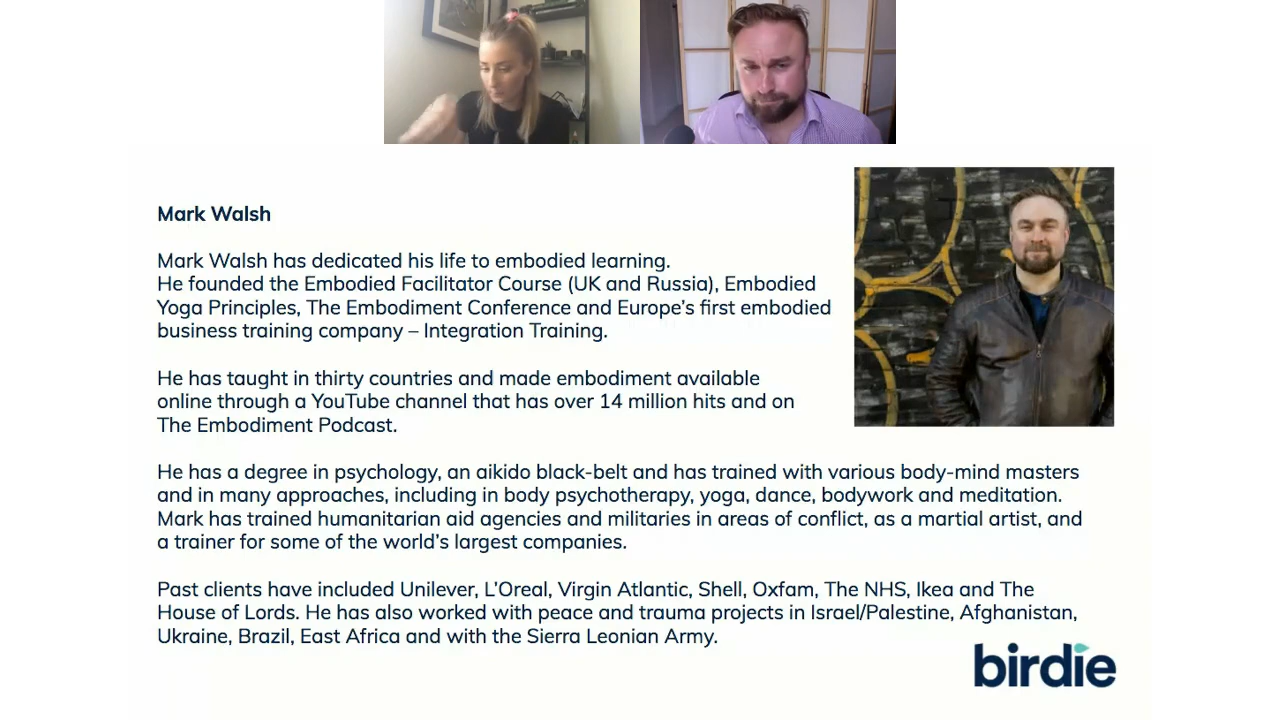 Mark Walsh
Mark Walsh has dedicated his life to embodied learning.
He founded the Embodied Facilitator Course (UK and Russia), Embodied
Yoga Principles, The Embodiment Conference and Europe’s first embodied
business training company – Integration Training.
He has taught in thirty countries and made embodiment available
online through a YouTube channel that has over 14 million hits and on
The Embodiment Podcast.
He has a degree in psychology, an aikido black-belt and has trained with various body-mind masters
and in many approaches, including in body psychotherapy, yoga, dance, bodywork and meditation.
Mark has trained humanitarian aid agencies and militaries in areas of conflict, as a martial artist, and
a trainer for some of the world’s largest companies.
Past clients have included Unilever, L’Oreal, Virgin Atlantic, Shell, Oxfam, The NHS, Ikea and The
House of Lords. He has also worked with peace and trauma projects in Israel/Palestine, Afghanistan,
Ukraine, Brazil, East Africa and with the Sierra Leonian Army.
birdie